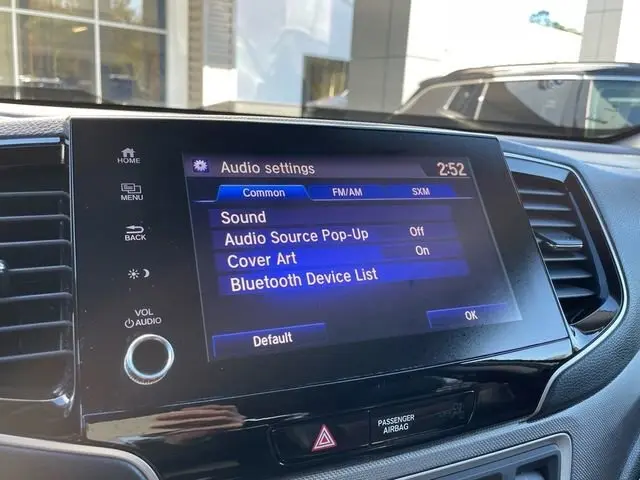 HOME
MENU
BACK
VOL
AUDIO
Audio settings 2:52
Common FM/AM SXM
Sound
Audio Source Pop-Up Off
Cover Art On
Bluetooth Device List
Default OK
PASSENGER
AIRBAG